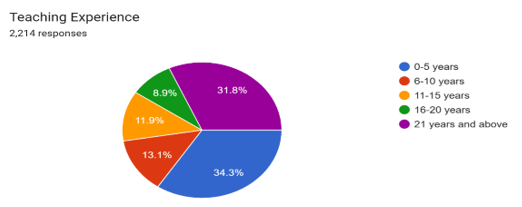 Teaching Experience
2,214 responses
0-5 years
6-10 years
11-15 years
16-20 years
21 years and above
31.8%
8.9%
11.9%
13.1%
34.3%